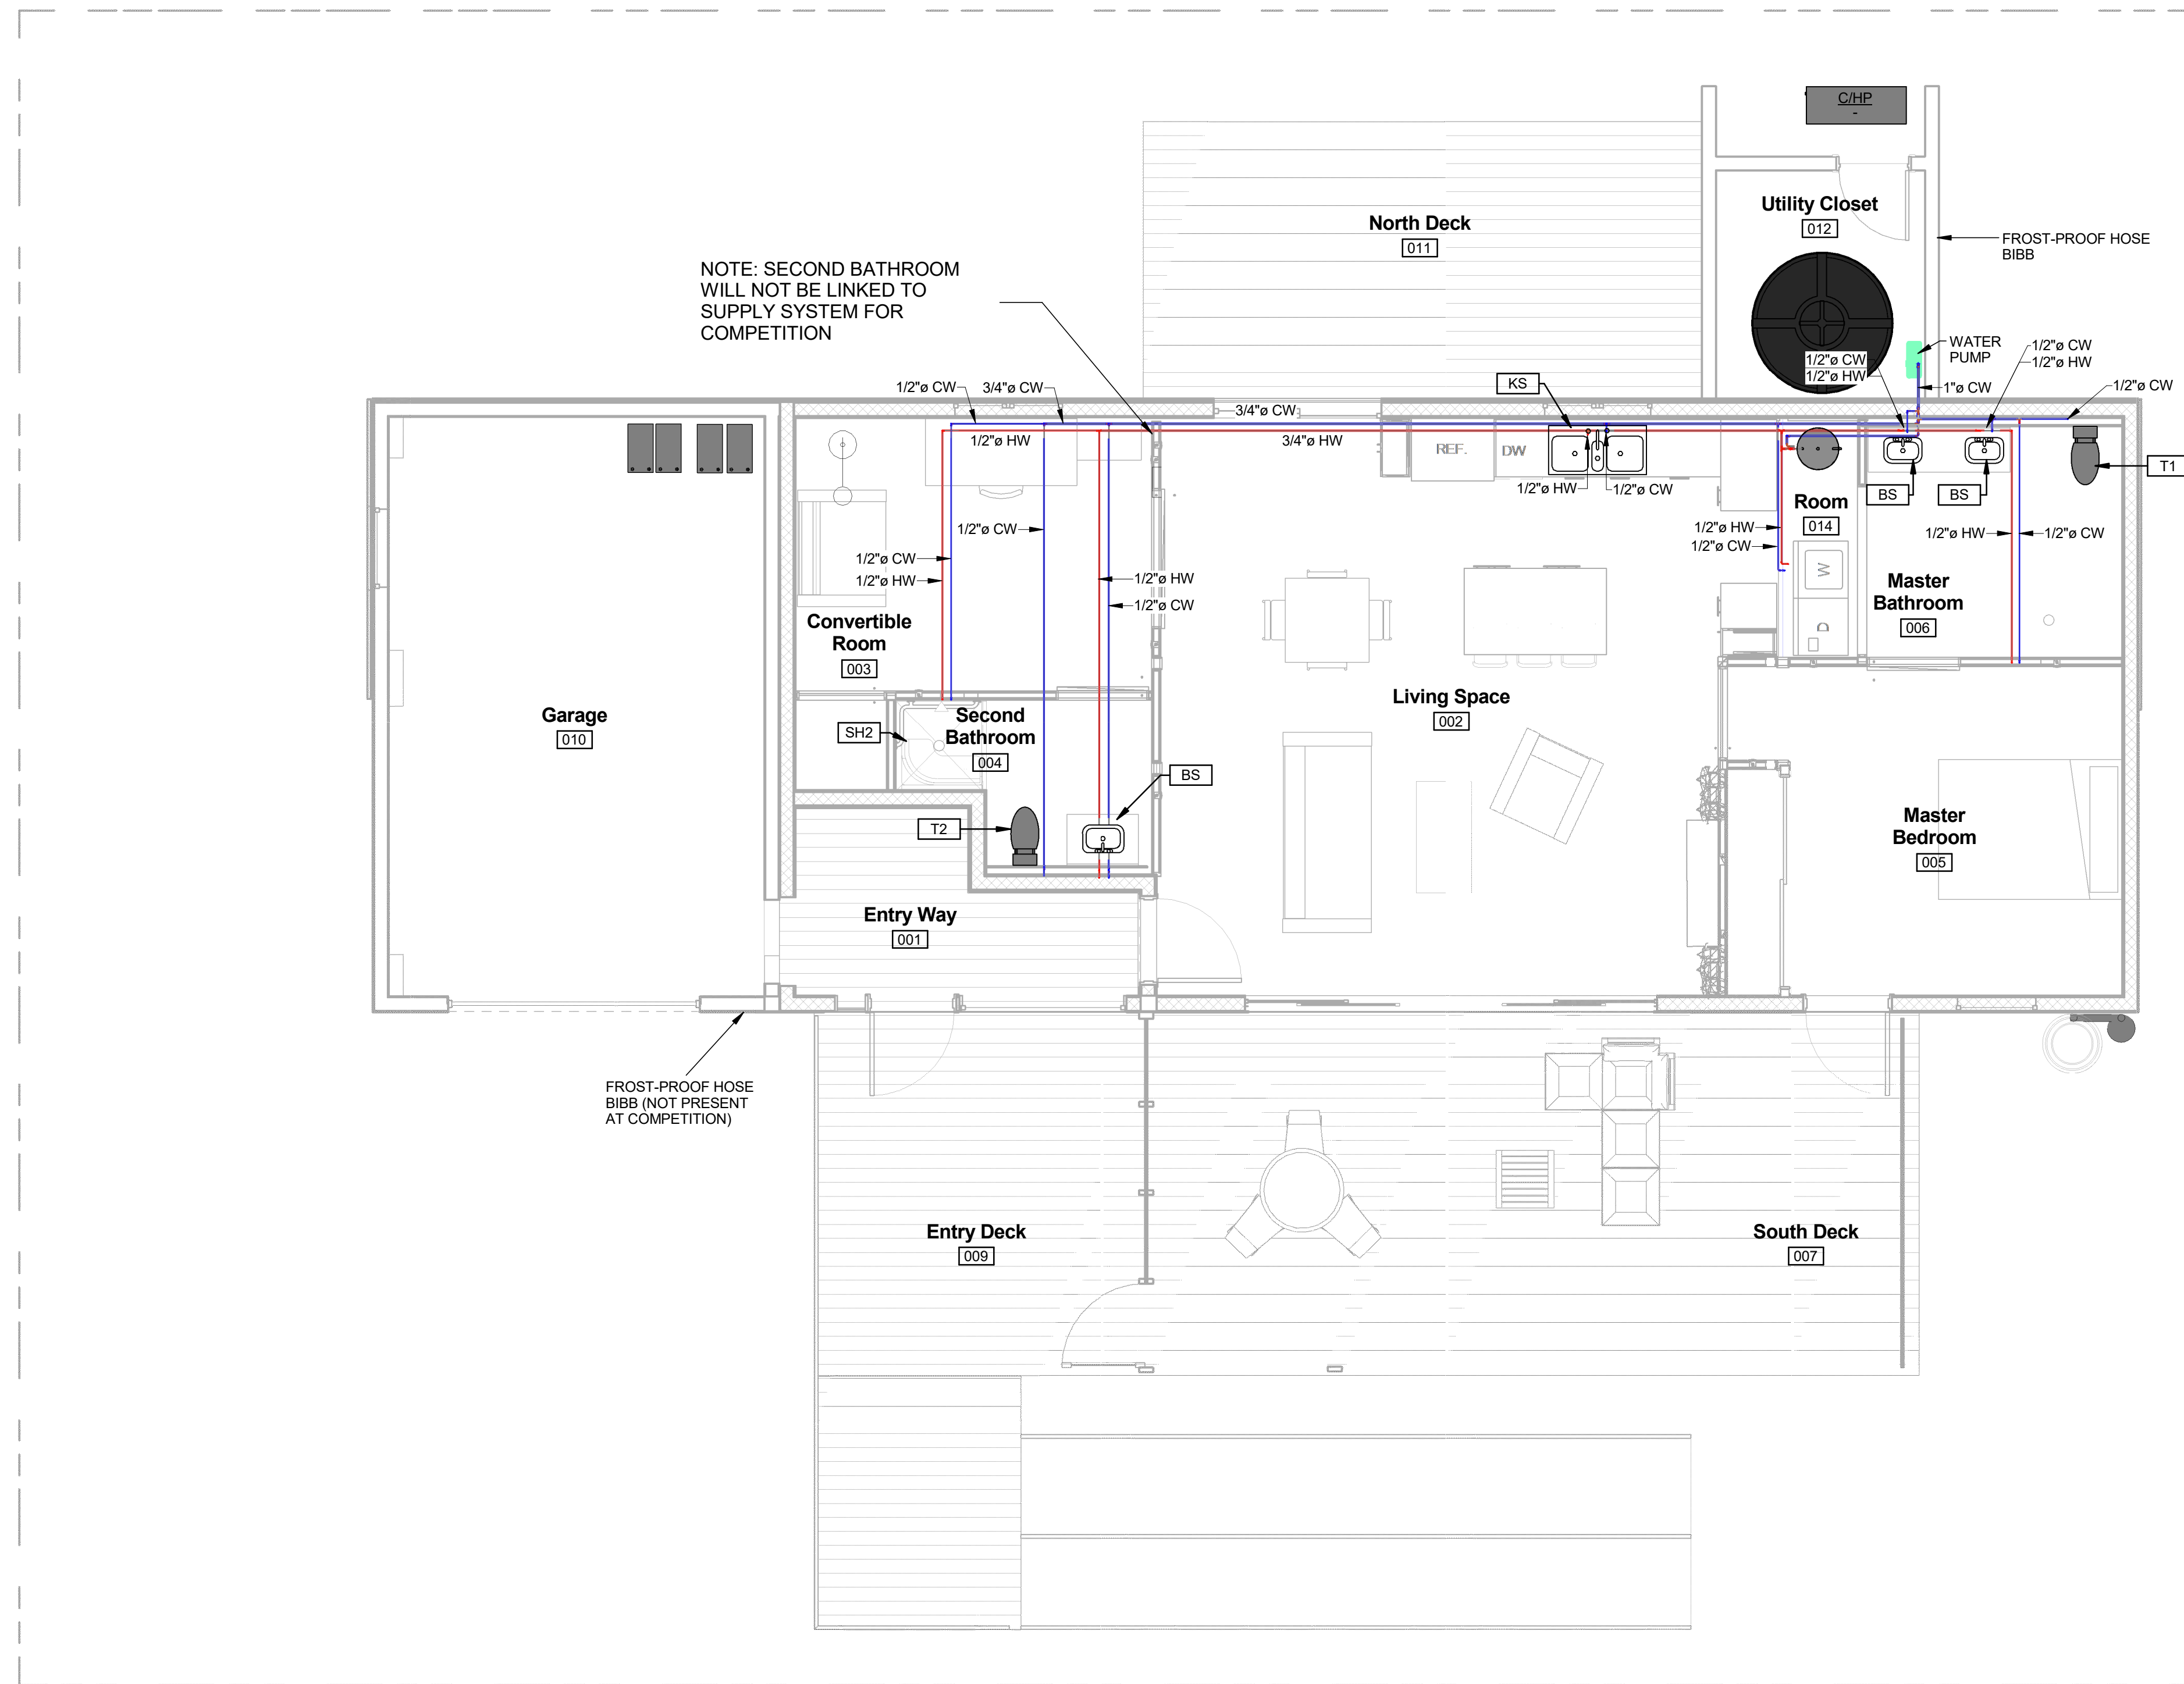 C/HP
-
Utility Closet
012
North Deck
011
FROST-PROOF HOSE
BIBB
NOTE: SECOND BATHROOM
WILL NOT BE LINKED TO
SUPPLY SYSTEM FOR
COMPETITION
WATER
PUMP
1/2"ø CW
1/2"ø HW
1/2"ø CW
1/2"ø HW
1"ø CW
1/2"ø CW
1/2"ø CW
3/4"ø CW
KS
3/4"ø CW
1/2"ø HW
3/4"ø HW
REF.
DW
1/2"ø HW
1/2"ø CW
T1
BS
BS
Room
014
1/2"ø HW
1/2"ø CW
1/2"ø HW
1/2"ø CW
1/2"ø CW
1/2"ø CW
1/2"ø HW
1/2"ø HW
1/2"ø CW
W
D
Master
Bathroom
006
Convertible
Room
003
Living Space
002
Garage
010
Second
Bathroom
004
SH2
BS
T2
Master
Bedroom
005
Entry Way
001
FROST-PROOF HOSE
BIBB (NOT PRESENT
AT COMPETITION)
Entry Deck
009
South Deck
007